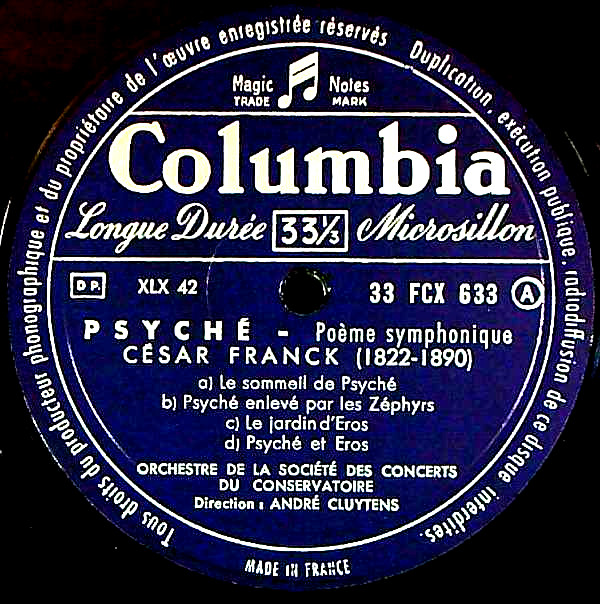 Tous droits du producteur phonographique et du propriétaire de l'œuvre enregistrée réservés Duplication, exécution publique, radiodiffusion de ce disque interdites.
Magic Notes
TRADE MARK
Columbia
Longue Durée 33⅓ Microsillon
D P. XLX 42 33 FCX 633 A
PSYCHÉ - Poème symphonique
CÉSAR FRANCK (1822-1890)
a) Le sommeil de Psyché
b) Psyché enlevé par les Zéphyrs
c) Le jardin d'Eros
d) Psyché et Eros
ORCHESTRE DE LA SOCIÉTÉ DES CONCERTS
DU CONSERVATOIRE
Direction : ANDRÉ CLUYTENS
MADE IN FRANCE